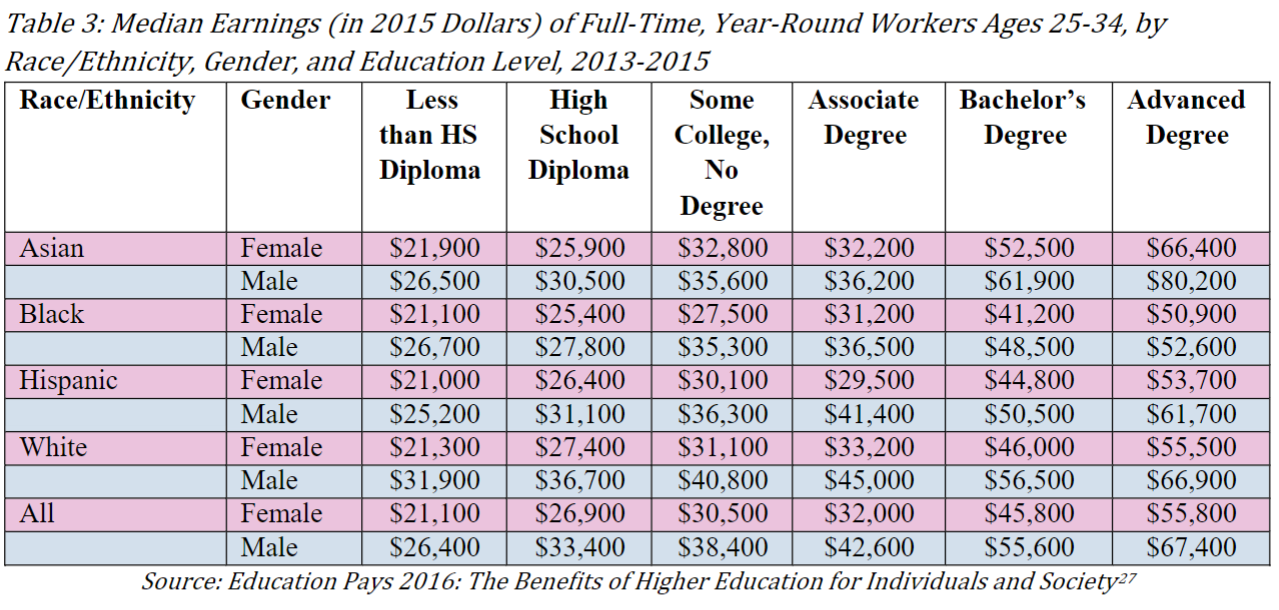 Table 3: Median Earnings (in 2015 Dollars) of Full-Time, Year-Round Workers Ages 25-34, by
Race/Ethnicity, Gender, and Education Level, 2013-2015
Race/Ethnicity Gender Less than HS Diploma High School Diploma Some College, No Degree Associate Degree Bachelor's Degree Advanced Degree
Asian Female $21,900 $25,900 $32,800 $32,200 $52,500 $66,400
Male $26,500 $30,500 $35,600 $36,200 $61,900 $80,200
Black Female $21,100 $25,400 $27,500 $31,200 $41,200 $50,900
Male $26,700 $27,800 $35,300 $36,500 $48,500 $52,600
Hispanic Female $21,000 $26,400 $30,100 $29,500 $44,800 $53,700
Male $25,200 $31,100 $36,300 $41,400 $50,500 $61,700
White Female $21,300 $27,400 $31,100 $33,200 $46,000 $55,500
Male $31,900 $36,700 $40,800 $45,000 $56,500 $66,900
All Female $21,100 $26,900 $30,500 $32,000 $45,800 $55,800
Male $26,400 $33,400 $38,400 $42,600 $55,600 $67,400
Source: Education Pays 2016: The Benefits of Higher Education for Individuals and Society²⁷